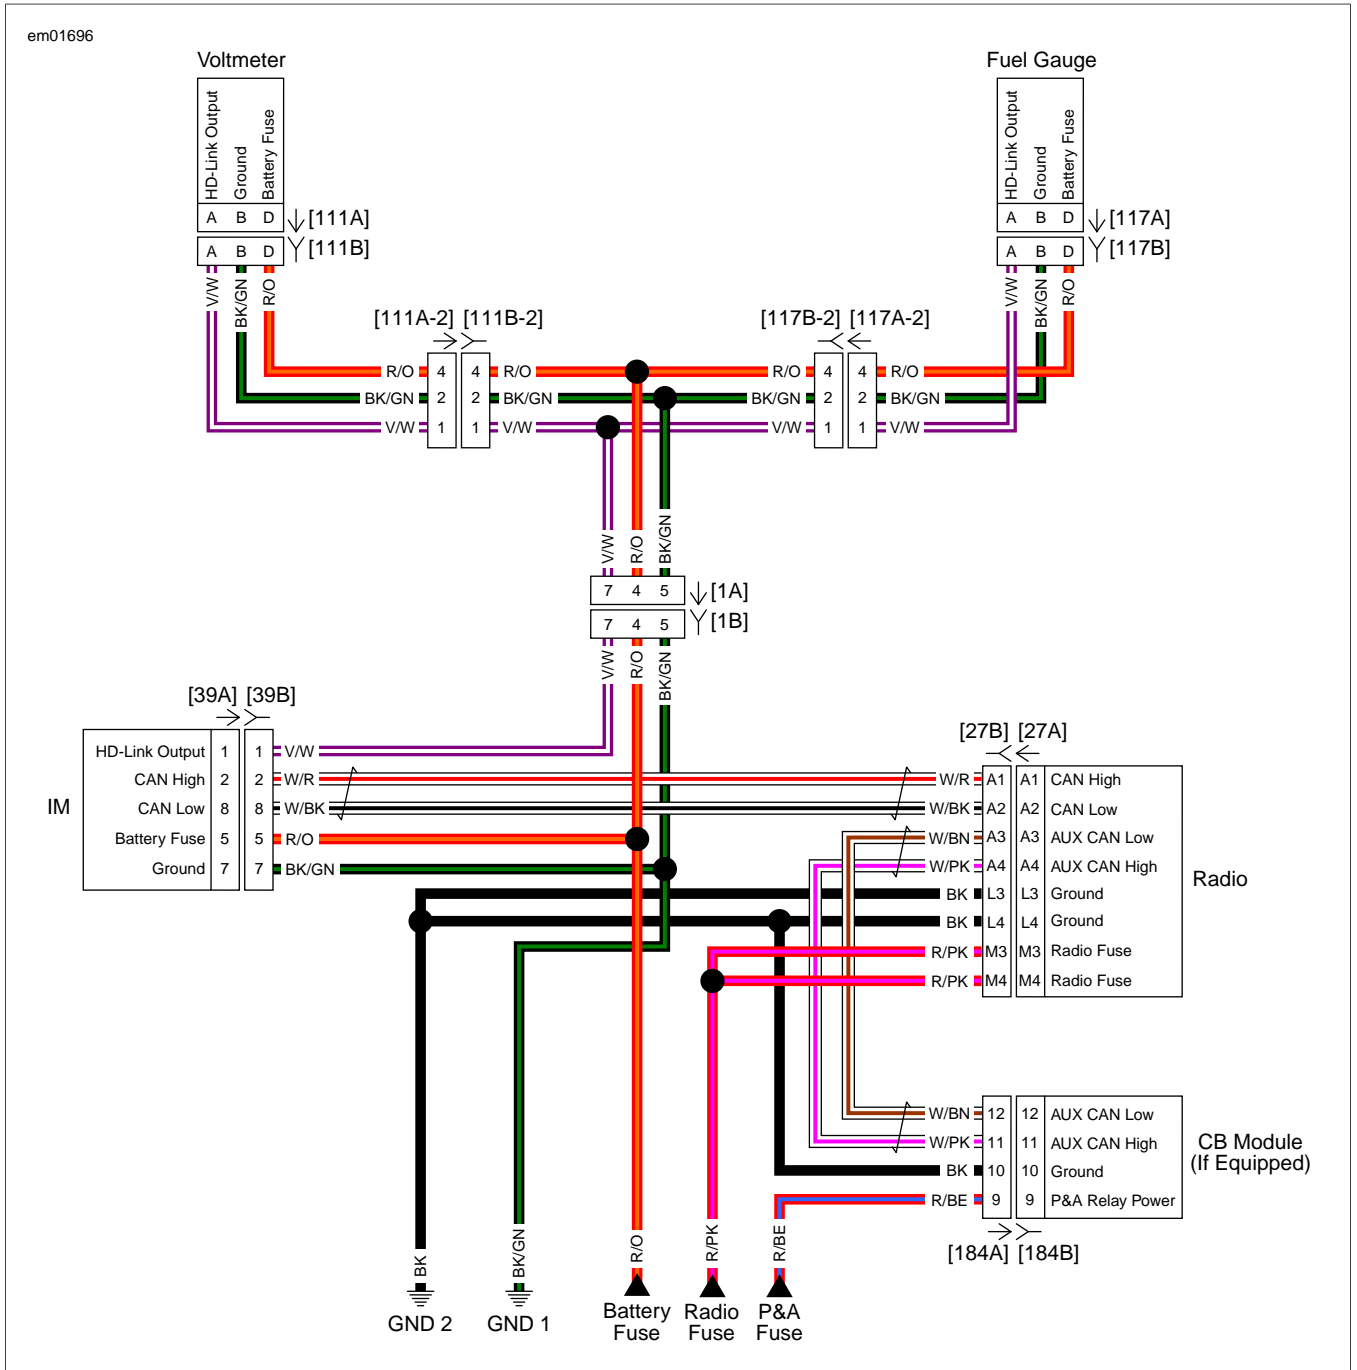 em01696
Voltmeter
Fuel Gauge
HD-Link Output
Ground
Battery Fuse
HD-Link Output
Ground
Battery Fuse
A B D [111A]
A B D [117A]
A B D [111B]
A B D [117B]
V/W BK/GN R/O
V/W BK/GN R/O
[111A-2] [111B-2]
[117B-2] [117A-2]
R/O 4 4 R/O R/O 4 4 R/O
BK/GN 2 2 BK/GN BK/GN 2 2 BK/GN
V/W 1 1 V/W V/W 1 1 V/W
V/W R/O BK/GN
7 4 5 [1A]
7 4 5 [1B]
V/W R/O BK/GN
[39A] [39B]
IM
HD-Link Output 1 1 V/W
CAN High 2 2 W/R
CAN Low 8 8 W/BK
Battery Fuse 5 5 R/O
Ground 7 7 BK/GN
[27B] [27A]
W/R A1 A1 CAN High
W/BK A2 A2 CAN Low
W/BN A3 A3 AUX CAN Low
W/PK A4 A4 AUX CAN High
BK L3 L3 Ground
BK L4 L4 Ground
R/PK M3 M3 Radio Fuse
R/PK M4 M4 Radio Fuse
Radio
W/BN 12 12 AUX CAN Low
W/PK 11 11 AUX CAN High
BK 10 10 Ground
R/BE 9 9 P&A Relay Power
CB Module
(If Equipped)
[184A] [184B]
BK BK/GN R/O R/PK R/BE
GND 2
GND 1
Battery
Fuse
Radio
Fuse
P&A
Fuse